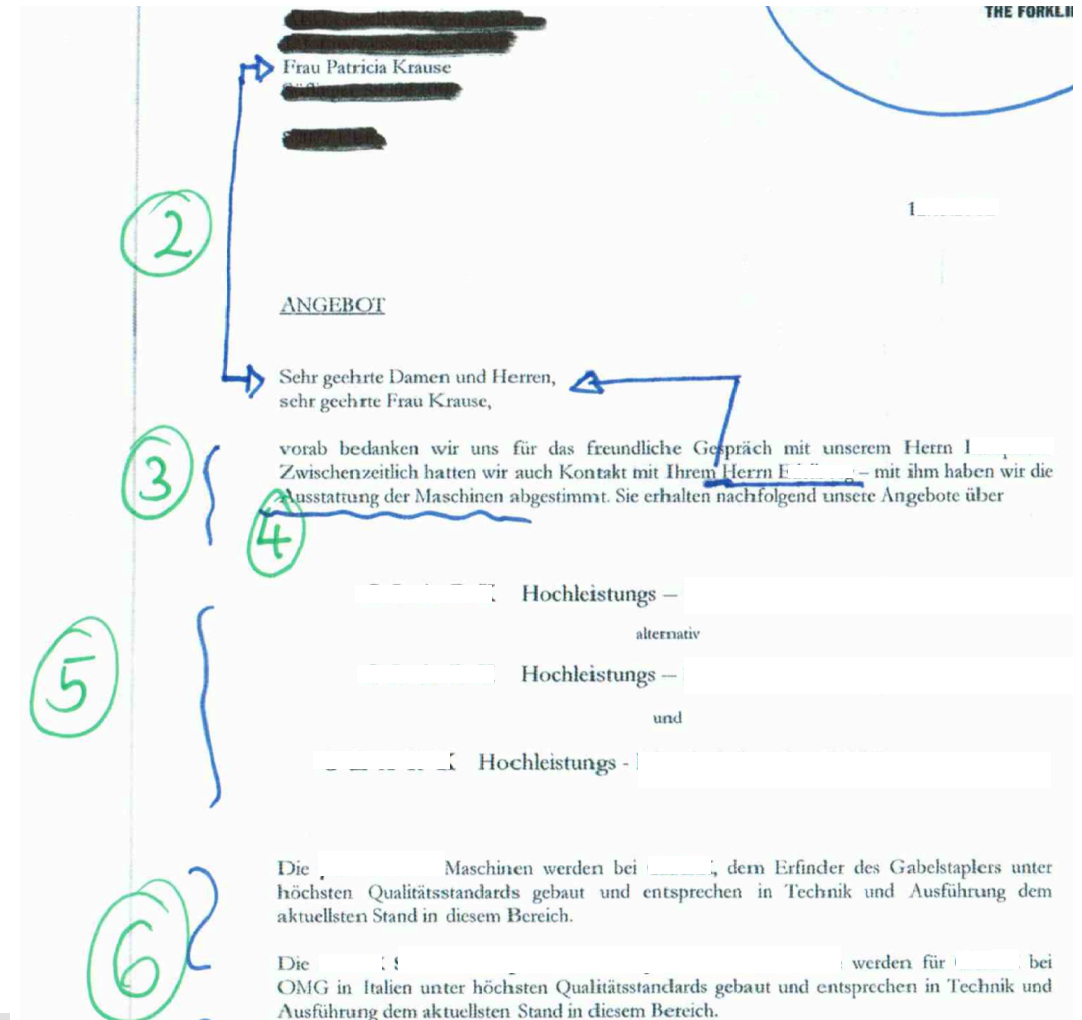 THE FORKLI
Frau Patricia Krause
1
2
ANGEBOT
Sehr geehrte Damen und Herren,
sehr geehrte Frau Krause,
3
vorab bedanken wir uns für das freundliche Gespräch mit unserem Herrn
Zwischenzeitlich hatten wir auch Kontakt mit Ihrem Herrn E – mit ihm haben wir die
Ausstattung der Maschinen abgestimmt. Sie erhalten nachfolgend unsere Angebote über
4
Hochleistungs –
alternativ
5
Hochleistungs –
und
Hochleistungs -
Die Maschinen werden bei , dem Erfinder des Gabelstaplers unter
höchsten Qualitätsstandards gebaut und entsprechen in Technik und Ausführung dem
aktuellsten Stand in diesem Bereich.
6
Die werden für bei
OMG in Italien unter höchsten Qualitätsstandards gebaut und entsprechen in Technik und
Ausführung dem aktuellsten Stand in diesem Bereich.